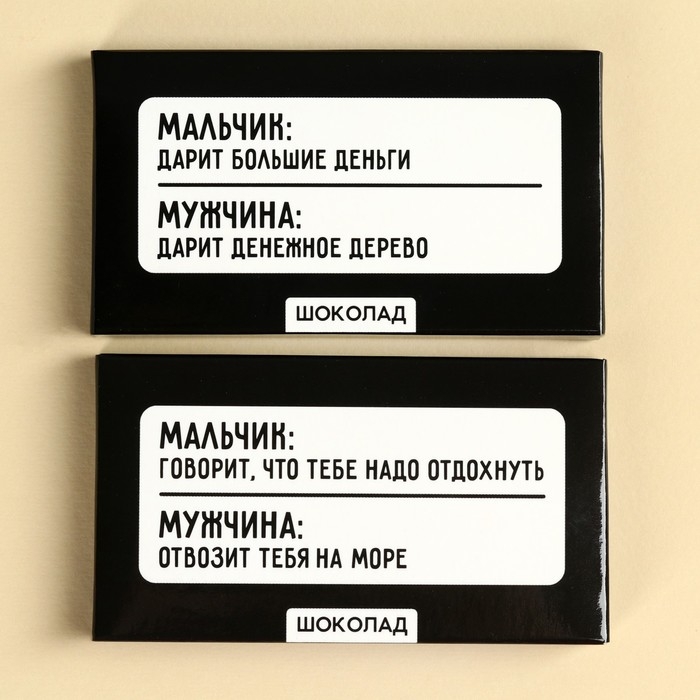 МАЛЬЧИК:
ДАРИТ БОЛЬШИЕ ДЕНЬГИ
МУЖЧИНА:
ДАРИТ ДЕНЕЖНОЕ ДЕРЕВО
ШОКОЛАД
МАЛЬЧИК:
ГОВОРИТ, ЧТО ТЕБЕ НАДО ОТДОХНУТЬ
МУЖЧИНА:
ОТВОЗИТ ТЕБЯ НА МОРЕ
ШОКОЛАД